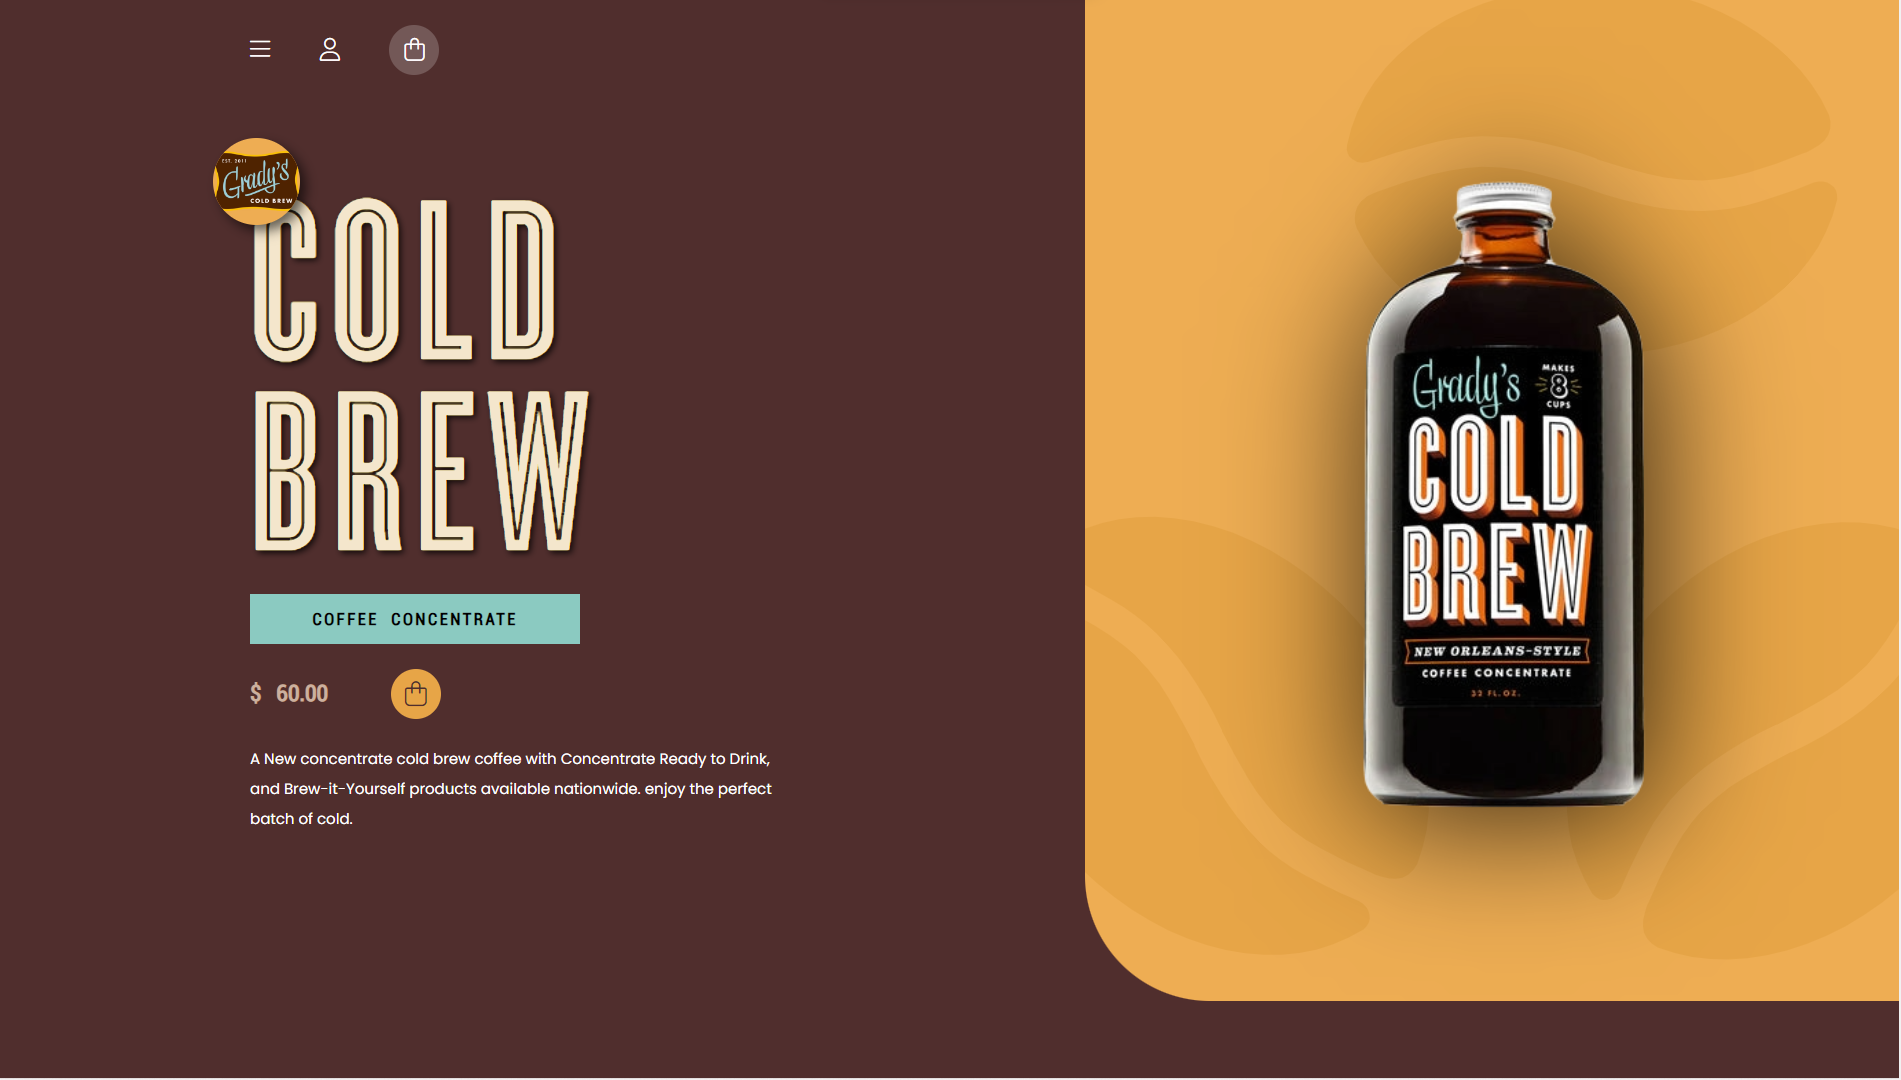 EST. 2011
Grady's
COLD BREW
COLD
BREW
COFFEE CONCENTRATE
$ 60.00
A New concentrate cold brew coffee with Concentrate Ready to Drink,
and Brew-it-Yourself products available nationwide. enjoy the perfect
batch of cold.
Grady's
MAKES
8
CUPS
COLD
BREW
NEW ORLEANS-STYLE
COFFEE CONCENTRATE
32 FL. OZ.